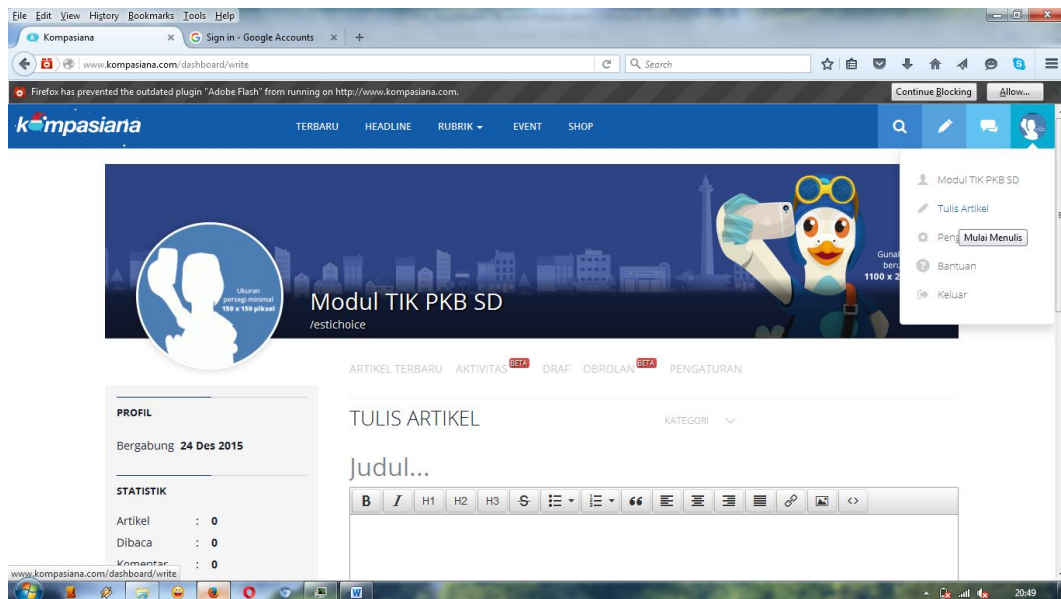 File Edit View History Bookmarks Tools Help
Kompasiana × Sign in - Google Accounts × +
www.kompasiana.com/dashboard/write Search
Firefox has prevented the outdated plugin "Adobe Flash" from running on http://www.kompasiana.com. Continue Blocking Allow...
kompasiana TERBARU HEADLINE RUBRIK EVENT SHOP
Modul TIK PKB SD
Tulis Artikel
Mulai Menulis
Bantuan
Keluar
Ukuran
persegi minimal
150 x 150 piksel
1100 x 2
Modul TIK PKB SD
/estichoice
ARTIKEL TERBARU AKTIVITAS BETA DRAF OBROLAN BETA PENGATURAN
PROFIL
Bergabung 24 Des 2015
STATISTIK
Artikel : 0
Dibaca : 0
Komentar : 0
TULIS ARTIKEL KATEGORI
Judul...
B I H1 H2 H3 S
www.kompasiana.com/dashboard/write
20:49